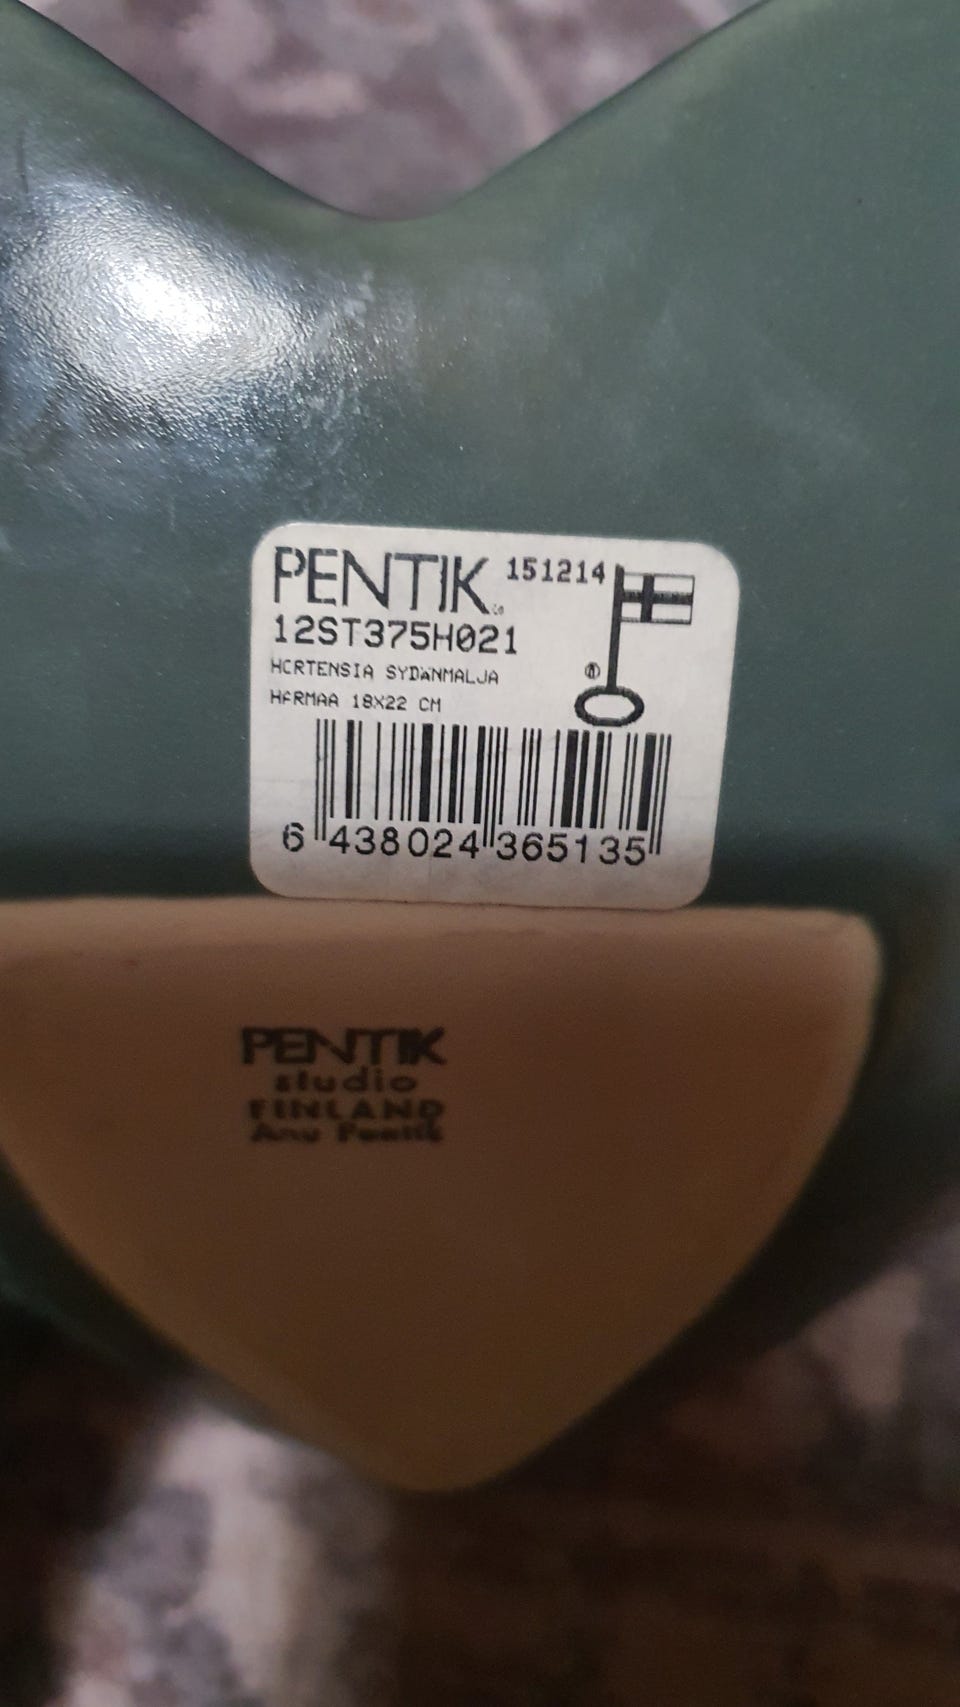 PENTIK 151214
12ST375H021
HORTENSIA SYDÄNMALJA
HARMAA 18X22 CM
6 438024 365135
PENTIK
studio
FINLAND
Anu Pentik